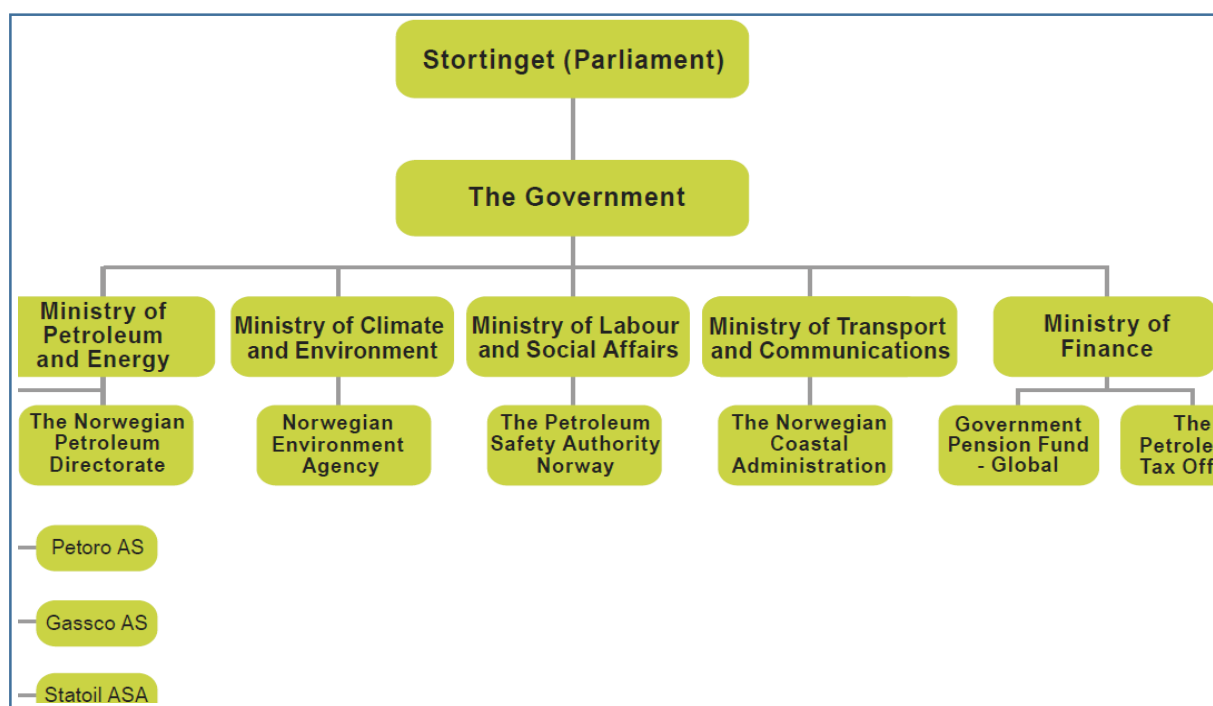 Stortinget (Parliament)
The Government
Ministry of
Petroleum
and Energy
Ministry of Climate
and Environment
Ministry of Labour
and Social Affairs
Ministry of Transport
and Communications
Ministry of
Finance
The Norwegian
Petroleum
Directorate
Norwegian
Environment
Agency
The Petroleum
Safety Authority
Norway
The Norwegian
Coastal
Administration
Government
Pension Fund
- Global
The
Tax
Petoro AS
Gassco AS
Statoil ASA